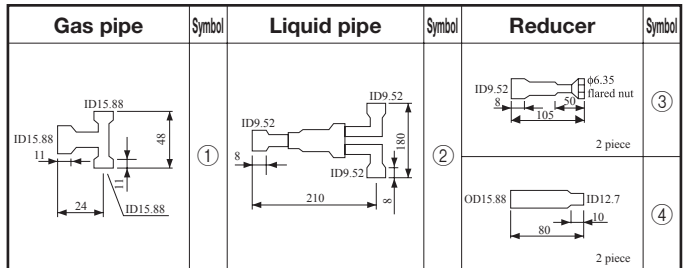 Gas pipe Symbol Liquid pipe Symbol Reducer Symbol
ID15.88
ID15.88
11
48
11
24
ID15.88
①
ID9.52
ID9.52
8
180
ID9.52
210
8
②
ID9.52
φ6.35
flared nut
8
50
105
2 piece
③
OD15.88
ID12.7
10
80
2 piece
④